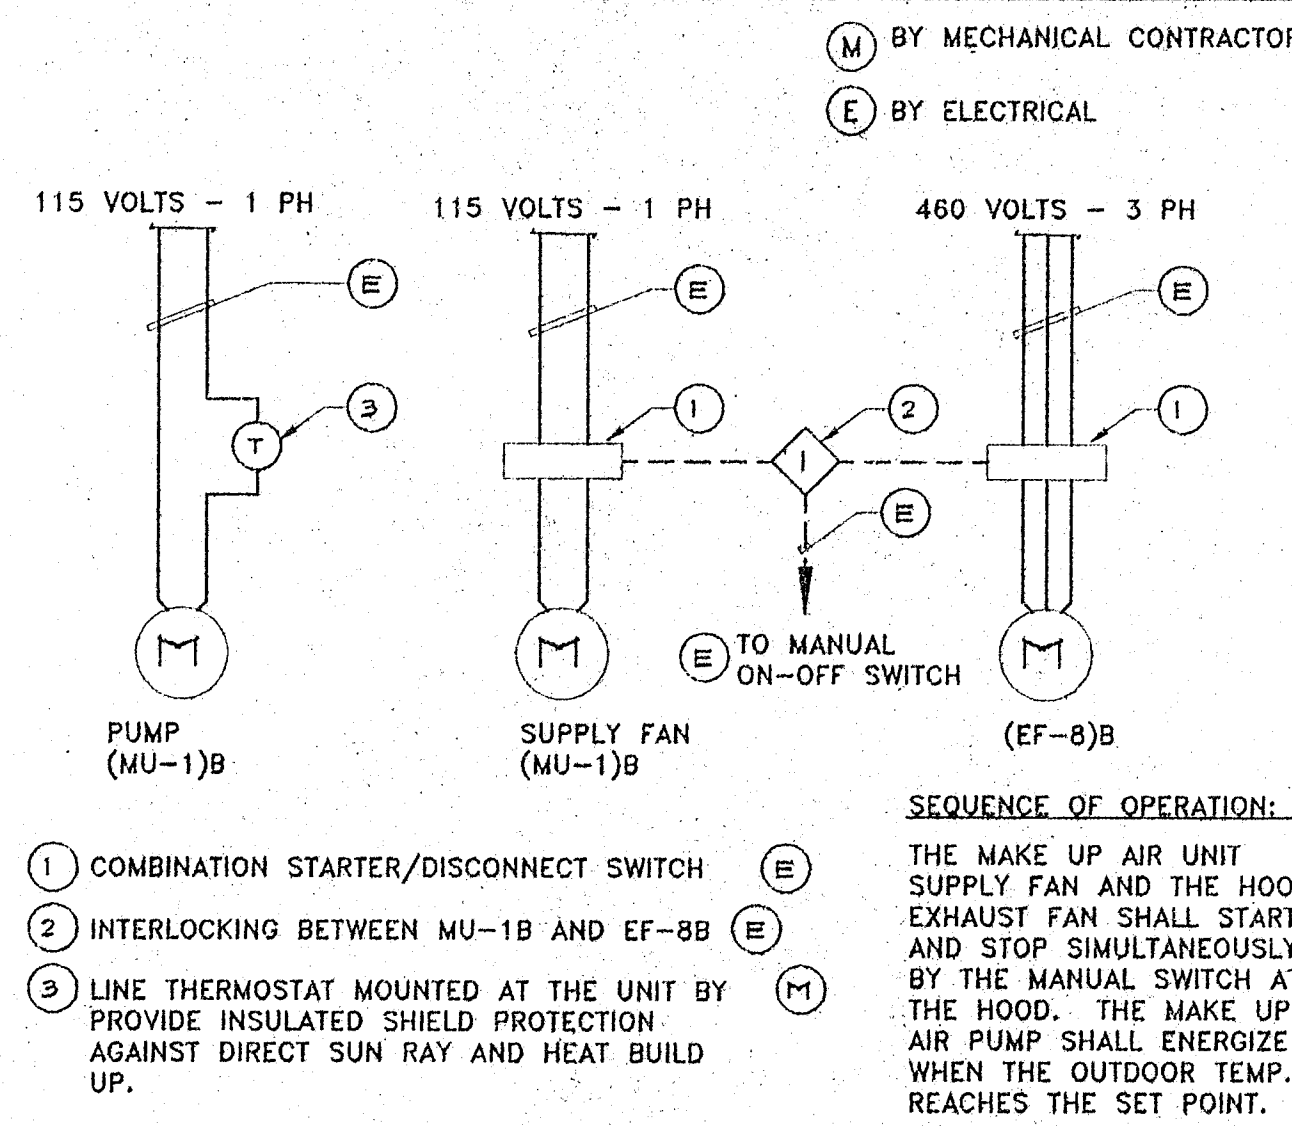 M BY MECHANICAL CONTRACTOR
E BY ELECTRICAL
115 VOLTS - 1 PH
115 VOLTS - 1 PH
460 VOLTS - 3 PH
E
E
E
3
1
2
1
T
1
E
M
M
M
E TO MANUAL
ON-OFF SWITCH
PUMP
(MU-1)B
SUPPLY FAN
(MU-1)B
(EF-8)B
1 COMBINATION STARTER/DISCONNECT SWITCH E
2 INTERLOCKING BETWEEN MU-1B AND EF-8B E
3 LINE THERMOSTAT MOUNTED AT THE UNIT BY M
PROVIDE INSULATED SHIELD PROTECTION
AGAINST DIRECT SUN RAY AND HEAT BUILD
UP.
SEQUENCE OF OPERATION:
THE MAKE UP AIR UNIT
SUPPLY FAN AND THE HOO
EXHAUST FAN SHALL START
AND STOP SIMULTANEOUSLY
BY THE MANUAL SWITCH AT
THE HOOD. THE MAKE UP
AIR PUMP SHALL ENERGIZE
WHEN THE OUTDOOR TEMP.
REACHES THE SET POINT.